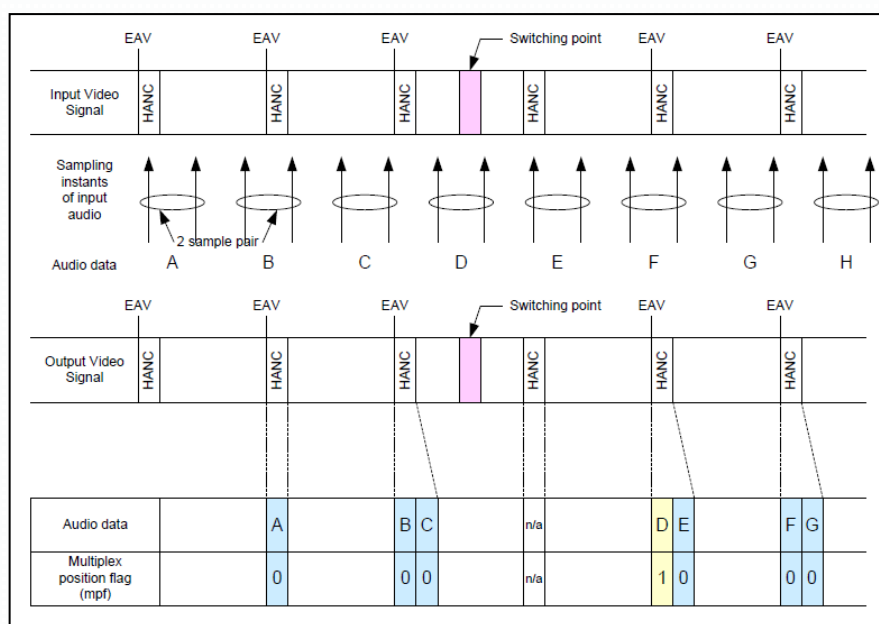 EAV EAV EAV Switching point EAV EAV
Input Video
Signal
HANC HANC HANC HANC HANC HANC
Sampling
instants
of input
audio
2 sample pair
Audio data A B C D E F G H
EAV EAV EAV Switching point EAV EAV
Output Video
Signal
HANC HANC HANC HANC HANC HANC
Audio data A B C n/a D E F G
Multiplex
position flag
(mpf)
0 0 0 n/a 1 0 0 0